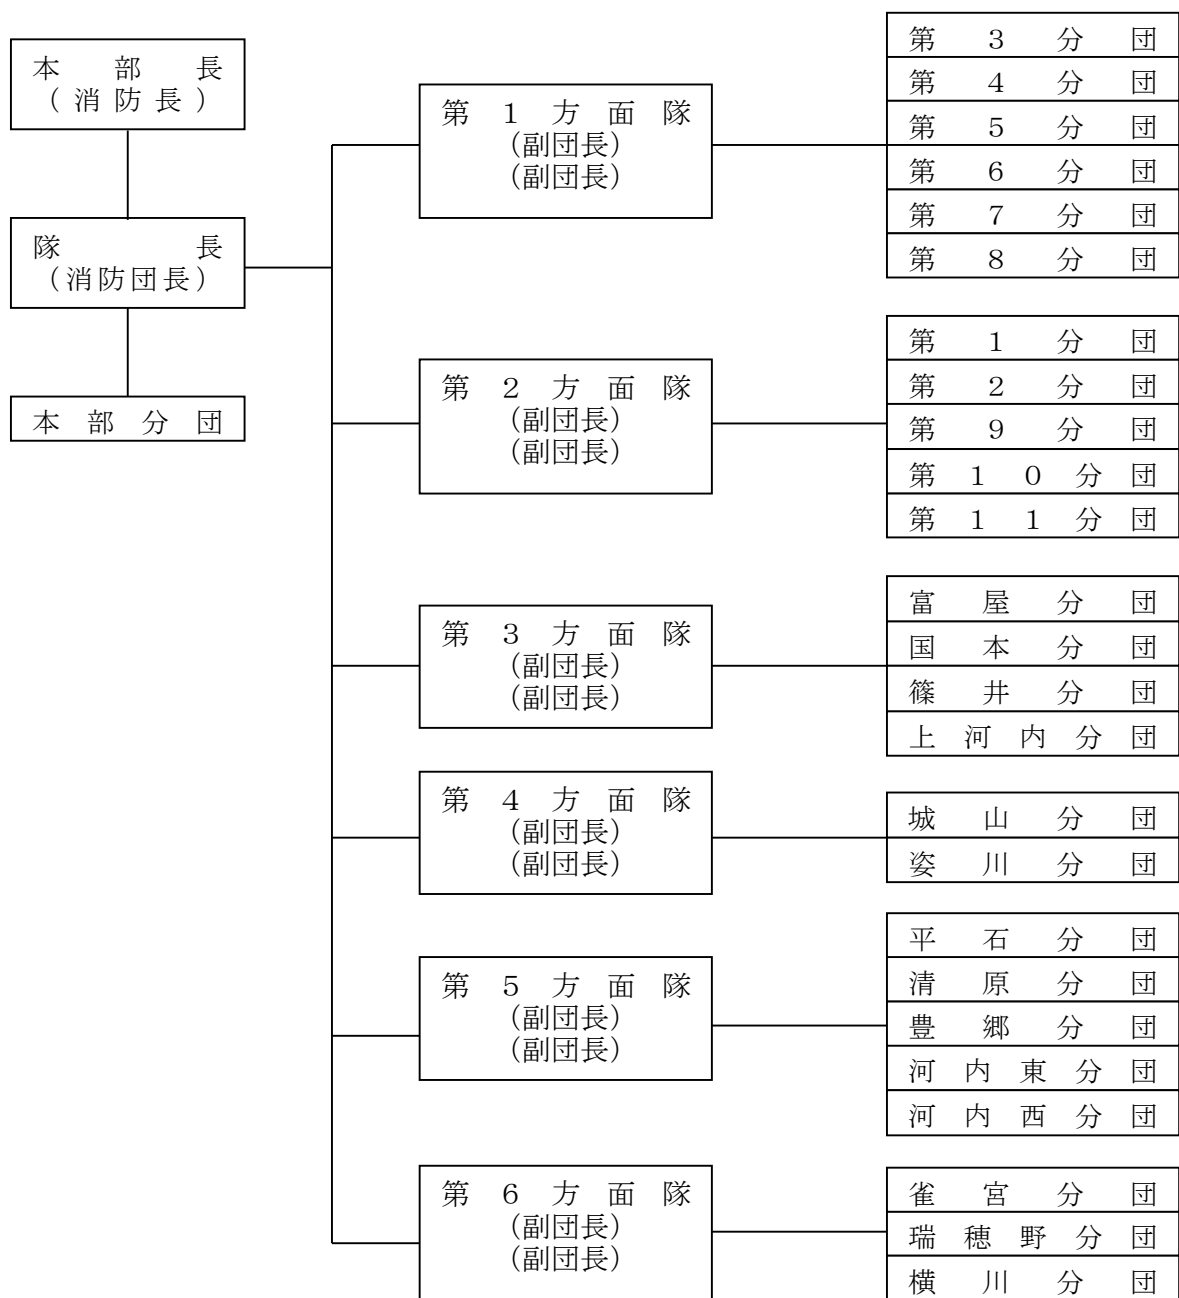 本部長
(消防長)
隊長
(消防団長)
本部分団
第1方面隊
(副団長)
(副団長)
第3分団
第4分団
第5分団
第6分団
第7分団
第8分団
第2方面隊
(副団長)
(副団長)
第1分団
第2分団
第9分団
第10分団
第11分団
第3方面隊
(副団長)
(副団長)
富屋分団
国本分団
篠井分団
上河内分団
第4方面隊
(副団長)
(副団長)
城山分団
姿川分団
第5方面隊
(副団長)
(副団長)
平石分団
清原分団
豊郷分団
河内東分団
河内西分団
第6方面隊
(副団長)
(副団長)
雀宮分団
瑞穂野分団
横川分団